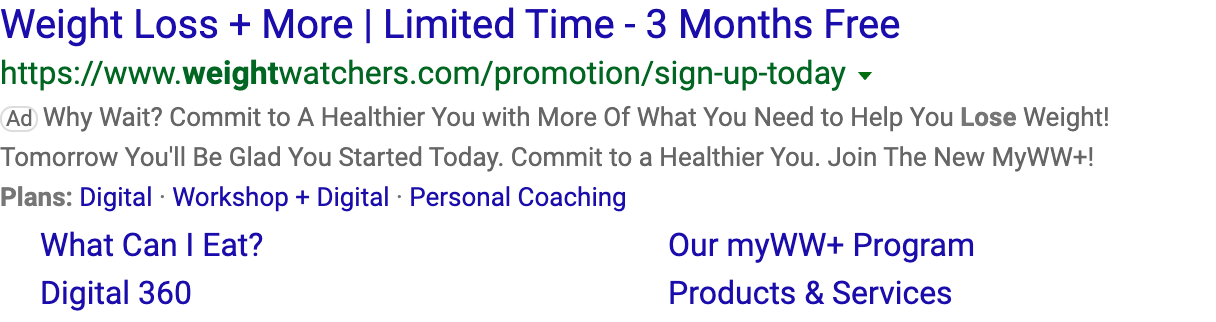 Weight Loss + More | Limited Time - 3 Months Free
https://www.weightwatchers.com/promotion/sign-up-today
Ad Why Wait? Commit to A Healthier You with More Of What You Need to Help You Lose Weight!
Tomorrow You'll Be Glad You Started Today. Commit to a Healthier You. Join The New MyWW+!
Plans: Digital · Workshop + Digital · Personal Coaching
What Can I Eat? Our myWW+ Program
Digital 360 Products & Services